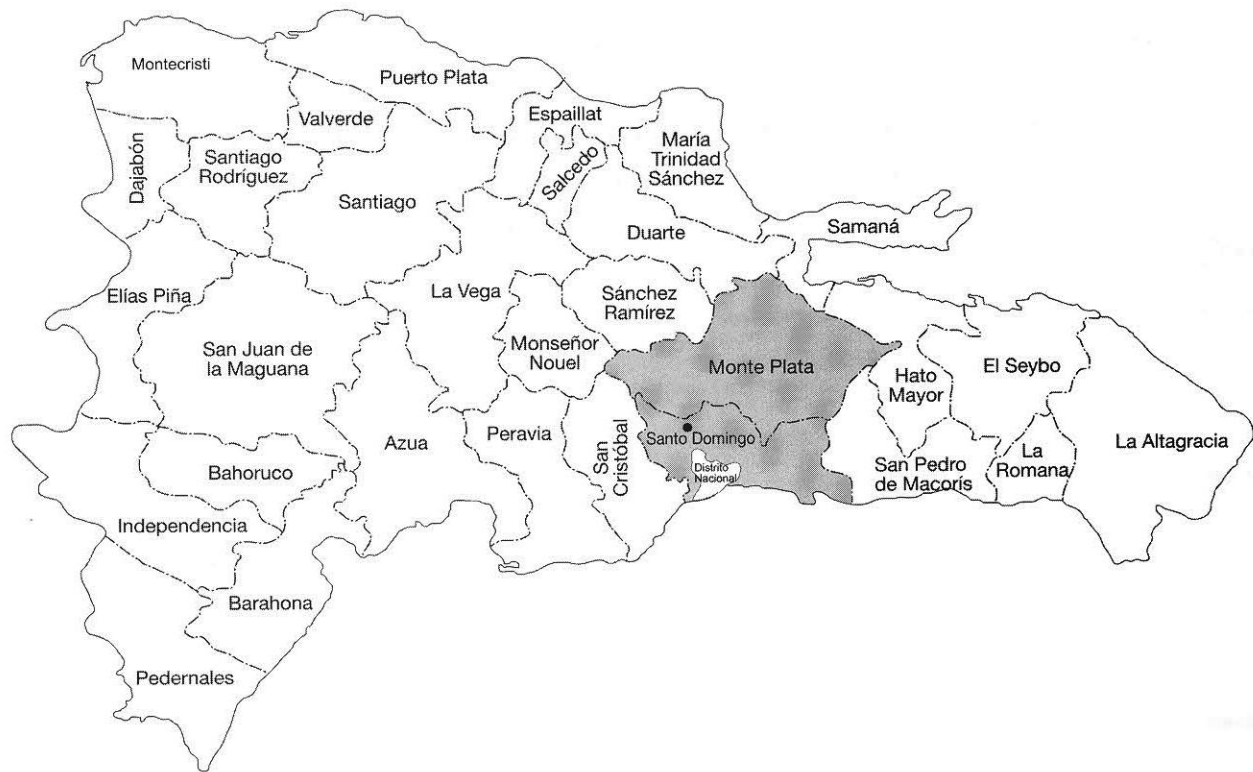 Montecristi
Puerto Plata
Valverde
Espaillat
María
Trinidad
Sánchez
Dajabón
Santiago
Rodríguez
Salcedo
Santiago
Duarte
Samaná
Elías Piña
La Vega
Sánchez
Ramírez
San Juan de
la Maguana
Monseñor
Nouel
Monte Plata
Hato
Mayor
El Seybo
Azua
Peravia
San
Cristóbal
Santo Domingo
Distrito
Nacional
La Altagracia
La
Romana
San Pedro
de Macorís
Bahoruco
Independencia
Barahona
Pedernales